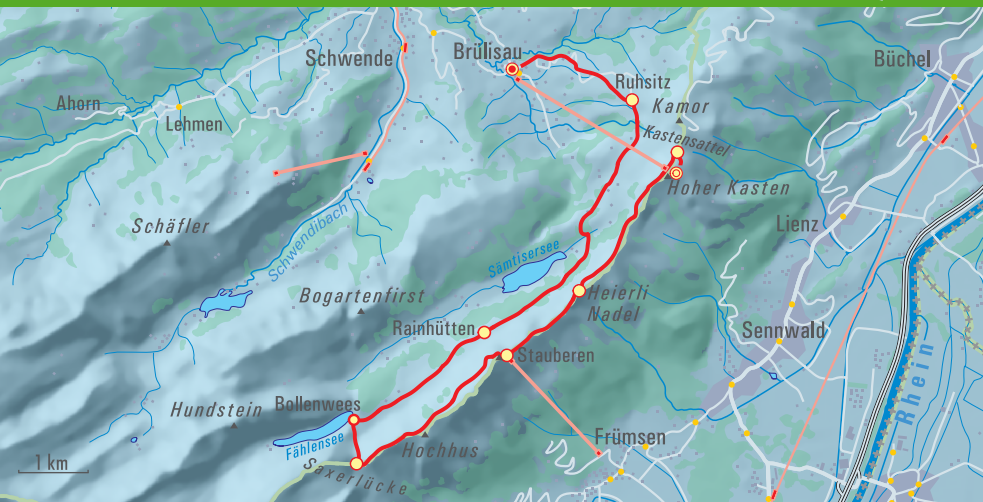 Schwende
Brülisau
Büchel
Ruhsitz
Ahorn
Kamor
Lehmen
Kastensattel
Hoher Kasten
Schäfler
Schwendibach
Lienz
Sämtisersee
Bogartenfirst
Heierli
Nadel
Rainhütten
Sennwald
Stauberen
Rhein
Hundstein
Bollenwees
Fählensee
Hochhus
Frümsen
1 km
Saxerlücke